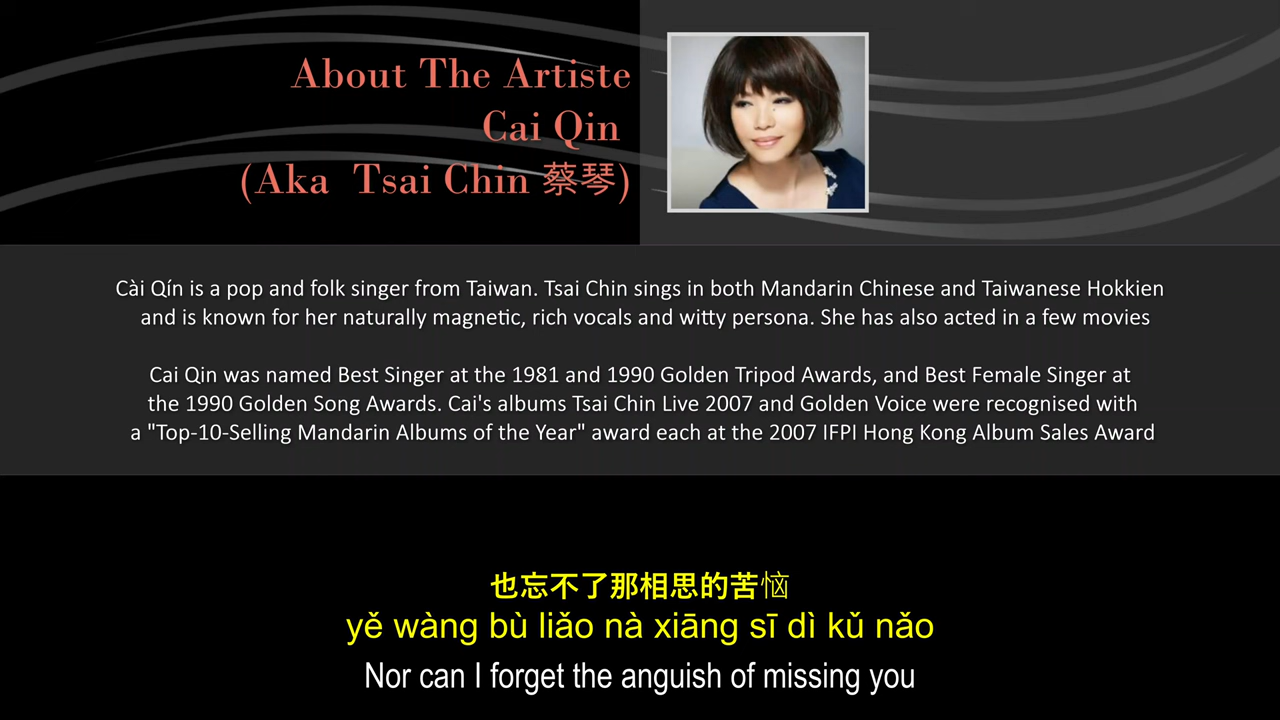 About The Artiste
Cai Qin
(Aka Tsai Chin 蔡琴)
Cài Qín is a pop and folk singer from Taiwan. Tsai Chin sings in both Mandarin Chinese and Taiwanese Hokkien
and is known for her naturally magnetic, rich vocals and witty persona. She has also acted in a few movies
Cai Qin was named Best Singer at the 1981 and 1990 Golden Tripod Awards, and Best Female Singer at
the 1990 Golden Song Awards. Cai's albums Tsai Chin Live 2007 and Golden Voice were recognised with
a "Top-10-Selling Mandarin Albums of the Year" award each at the 2007 IFPI Hong Kong Album Sales Award
也忘不了那相思的苦恼
yě wàng bù liǎo nà xiāng sī dì kǔ nǎo
Nor can I forget the anguish of missing you